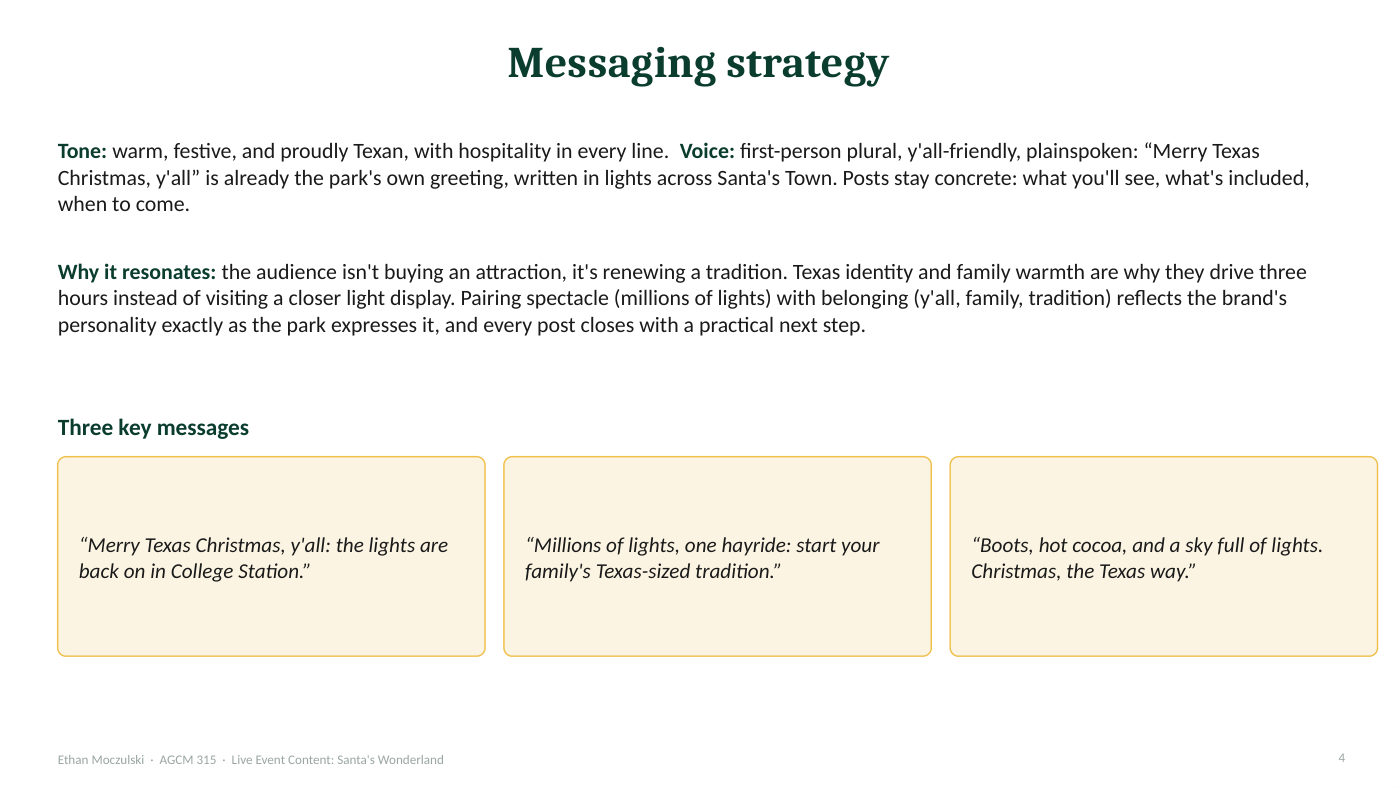 Messaging strategy
Tone: warm, festive, and proudly Texan, with hospitality in every line.  Voice: first-person plural, y'all-friendly, plainspoken: “Merry Texas
Christmas, y'all” is already the park's own greeting, written in lights across Santa's Town. Posts stay concrete: what you'll see, what's included,
when to come.
Why it resonates: the audience isn't buying an attraction, it's renewing a tradition. Texas identity and family warmth are why they drive three
hours instead of visiting a closer light display. Pairing spectacle (millions of lights) with belonging (y'all, family, tradition) reflects the brand's
personality exactly as the park expresses it, and every post closes with a practical next step.
Three key messages
“Merry Texas Christmas, y'all: the lights are
back on in College Station.”
“Millions of lights, one hayride: start your
family's Texas-sized tradition.”
“Boots, hot cocoa, and a sky full of lights.
Christmas, the Texas way.”
Ethan Moczulski · AGCM 315 · Live Event Content: Santa's Wonderland
4